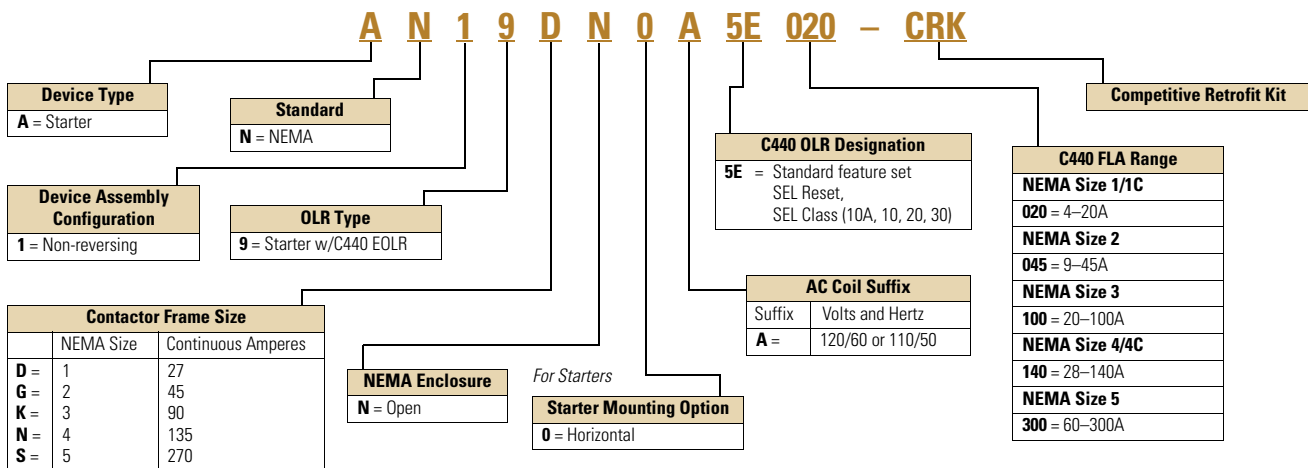 A N 1 9 D N 0 A 5E 020 – CRK
Device Type
A = Starter
Standard
N = NEMA
Competitive Retrofit Kit
C440 OLR Designation
5E = Standard feature set
SEL Reset,
SEL Class (10A, 10, 20, 30)
C440 FLA Range
NEMA Size 1/1C
020 = 4–20A
NEMA Size 2
045 = 9–45A
NEMA Size 3
100 = 20–100A
NEMA Size 4/4C
140 = 28–140A
NEMA Size 5
300 = 60–300A
Device Assembly
Configuration
1 = Non-reversing
OLR Type
9 = Starter w/C440 EOLR
AC Coil Suffix
Suffix Volts and Hertz
A = 120/60 or 110/50
Contactor Frame Size
NEMA Size Continuous Amperes
D = 1 27
G = 2 45
K = 3 90
N = 4 135
S = 5 270
NEMA Enclosure
N = Open
For Starters
Starter Mounting Option
0 = Horizontal